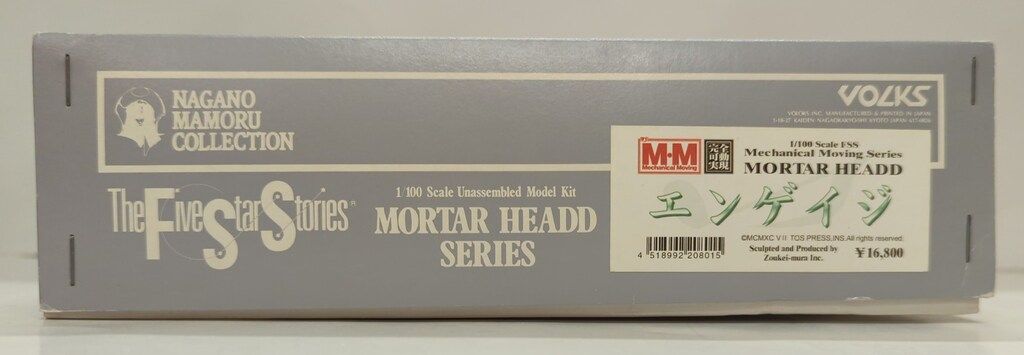 NAGANO
MAMORU
COLLECTION
VOLKS
VOLKS INC. MANUFACTURED & PRINTED IN JAPAN
The Five Star Stories
1/100 Scale Unassembled Model Kit
MORTAR HEADD
SERIES
M·M
Mechanical Moving
完全
可動
実現
1/100 Scale FSS
Mechanical Moving Series
MORTAR HEADD
エンゲイジ
©MCMXC VII TOS PRESS,INS.All rights reserved.
Sculpted and Produced by
Zoukei-mura Inc.
¥16,800
4 518992 208015